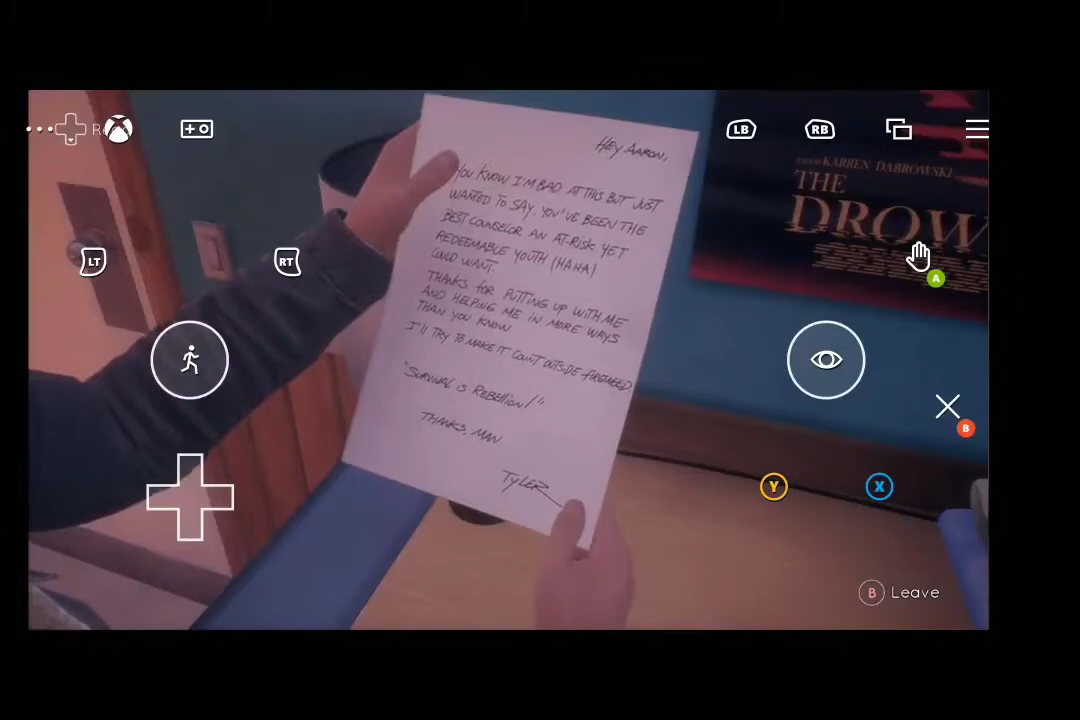 Re
LB
RB
HEY AARON,
YOU KNOW I'M BAD AT THIS BUT JUST
WANTED TO SAY. YOU'VE BEEN THE
BEST COUNSELOR AN AT-RISK YET
REDEEMABLE YOUTH (HAHA)
COULD WANT.
THANKS FOR PUTTING UP WITH ME
AND HELPING ME IN MORE WAYS
THAN YOU KNOW
I'LL TRY TO MAKE IT COUNT OUTSIDE FIREWEED
"SURVIVAL IS REBELLION!"
THANKS, MAN
TYLER
KARREN DABROWSKI
THE
DROW
LT
RT
A
B
Y
X
B Leave